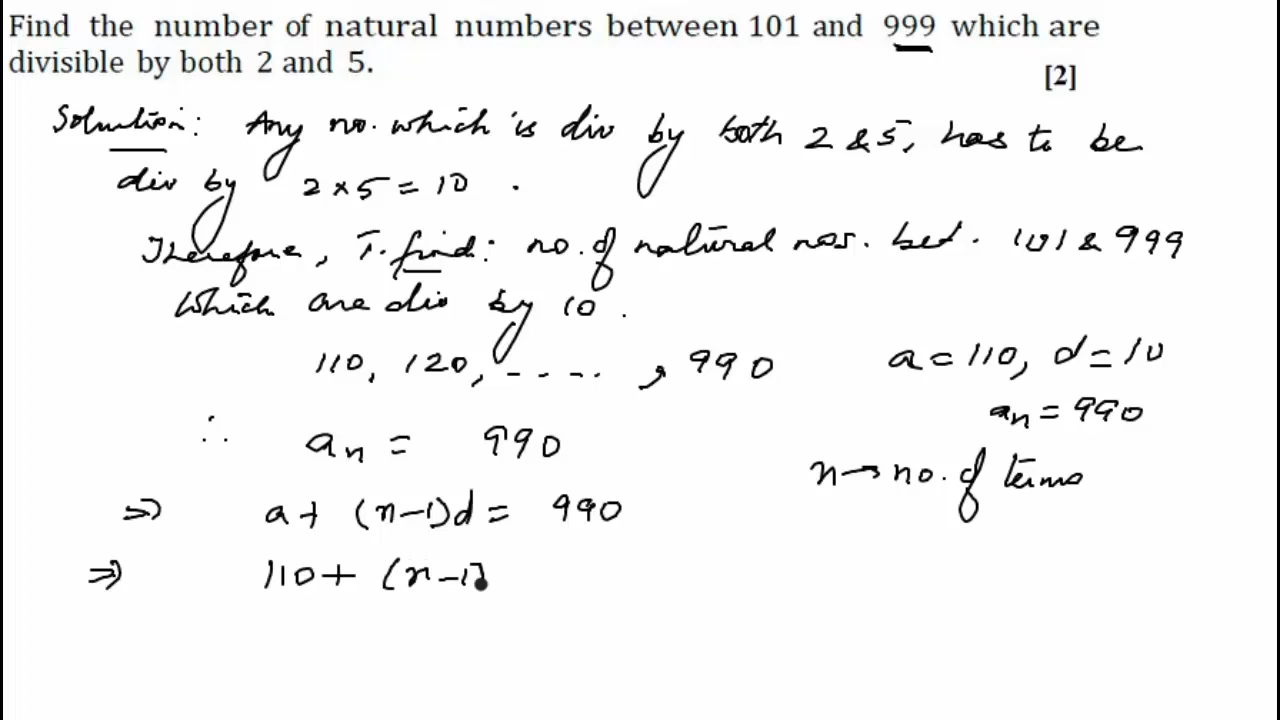 Find the number of natural numbers between 101 and 999 which are
divisible by both 2 and 5.
[2]
Solution: Any no. which is div by both 2 & 5, has to be
div by 2 × 5 = 10 .
Therefore, T. find: no. of natural nos. bet. 101 & 999
which are div by 10 .
110, 120, - - - - - , 990
a = 110, d = 10
aₙ = 990
∴ aₙ = 990
n → no. of terms
⇒ a + (n-1)d = 990
⇒ 110 + (n-1)